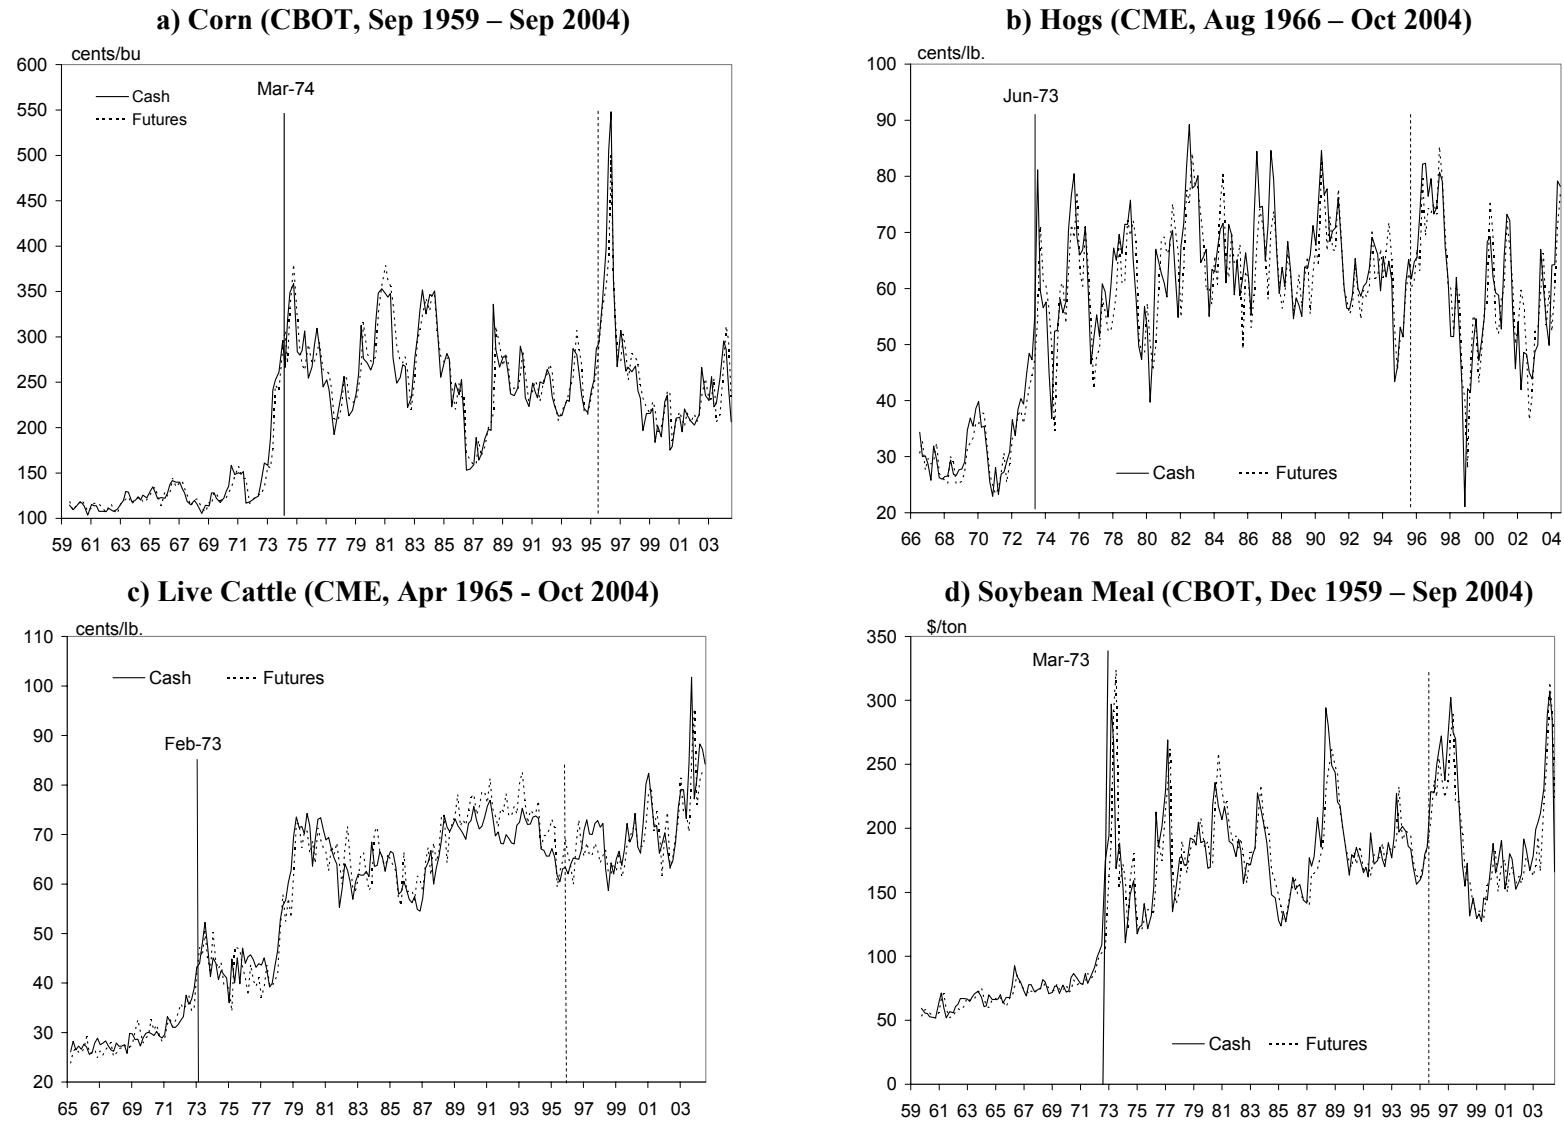 a) Corn (CBOT, Sep 1959 – Sep 2004)
cents/bu
600
550
500
450
400
350
300
250
200
150
100
Cash
Futures
Mar-74
59 61 63 65 67 69 71 73 75 77 79 81 83 85 87 89 91 93 95 97 99 01 03
b) Hogs (CME, Aug 1966 – Oct 2004)
cents/lb.
100
90
80
70
60
50
40
30
20
Jun-73
Cash Futures
66 68 70 72 74 76 78 80 82 84 86 88 90 92 94 96 98 00 02 04
c) Live Cattle (CME, Apr 1965 - Oct 2004)
cents/lb.
110
100
90
80
70
60
50
40
30
20
Cash Futures
Feb-73
65 67 69 71 73 75 77 79 81 83 85 87 89 91 93 95 97 99 01 03
d) Soybean Meal (CBOT, Dec 1959 – Sep 2004)
$/ton
350
300
250
200
150
100
50
0
Mar-73
Cash Futures
59 61 63 65 67 69 71 73 75 77 79 81 83 85 87 89 91 93 95 97 99 01 03